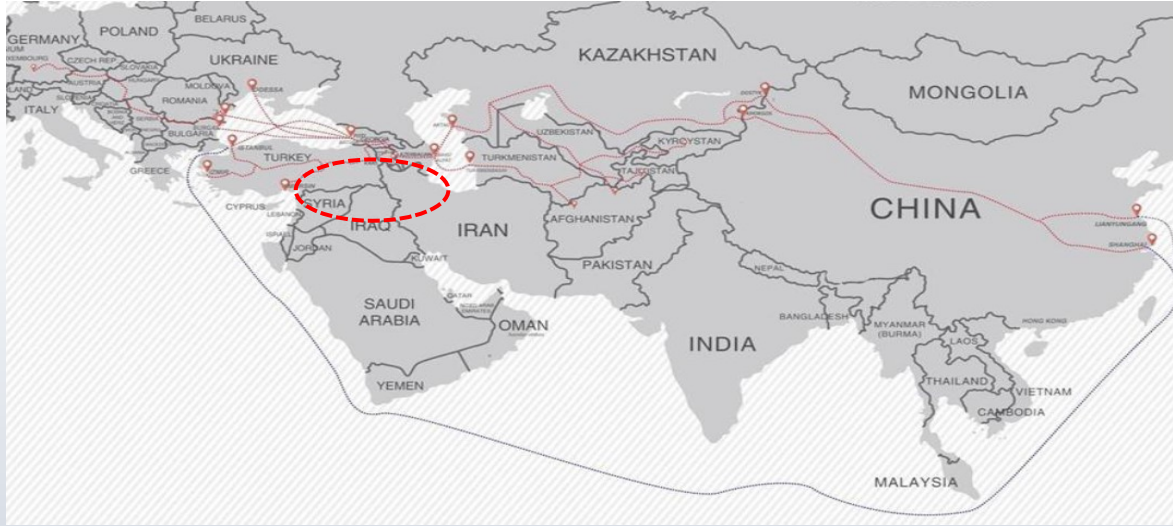 BELARUS
POLAND
GERMANY
CZECH REP
SLOVAKIA
UKRAINE
KAZAKHSTAN
MONGOLIA
AUSTRIA
MOLDOVA
ODESSA
ITALY
ROMANIA
BULGARIA
ISTANBUL
TURKEY
GREECE
UZBEKISTAN
KYRGYSTAN
TURKMENISTAN
CHINA
CYPRUS
SYRIA
IRAQ
IRAN
AFGHANISTAN
LIANYUNGANG
SHANGHAI
ISRAEL
JORDAN
KUWAIT
PAKISTAN
NEPAL
QATAR
SAUDI
ARABIA
OMAN
BANGLADESH
MYANMAR
(BURMA)
HONG KONG
LAOS
INDIA
YEMEN
THAILAND
VIETNAM
CAMBODIA
MALAYSIA